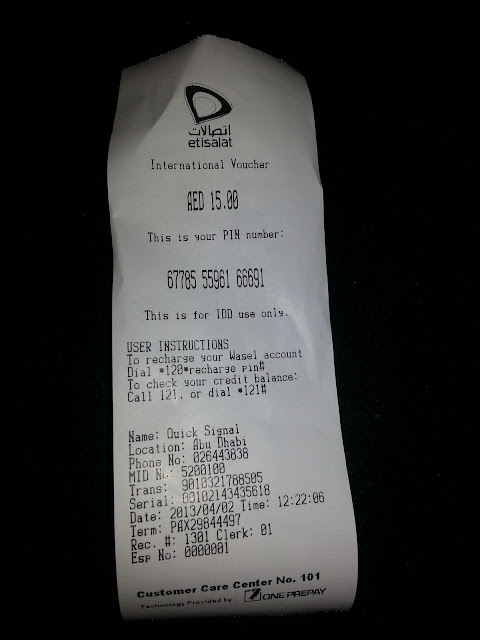 اتصالات
etisalat
International Voucher
AED 15.00
This is your PIN number:
67785 55961 66691
This is for IDD use only.
USER INSTRUCTIONS
To recharge your Wasel account
Dial *120*recharge pin#
To check your credit balance:
Call 121, or dial *121#
Name: Quick Signal
Location: Abu Dhabi
Phone No: 026443838
MID No: 5200100
Trans: 9010321788505
Serial: 00102143435618
Date: 2013/04/02 Time: 12:22:06
Term: PAX29844497
Rec. #: 1301 Clerk: 01
Esp No: 0000001
Customer Care Center No. 101
Technology Provided by: ONE PREPAY